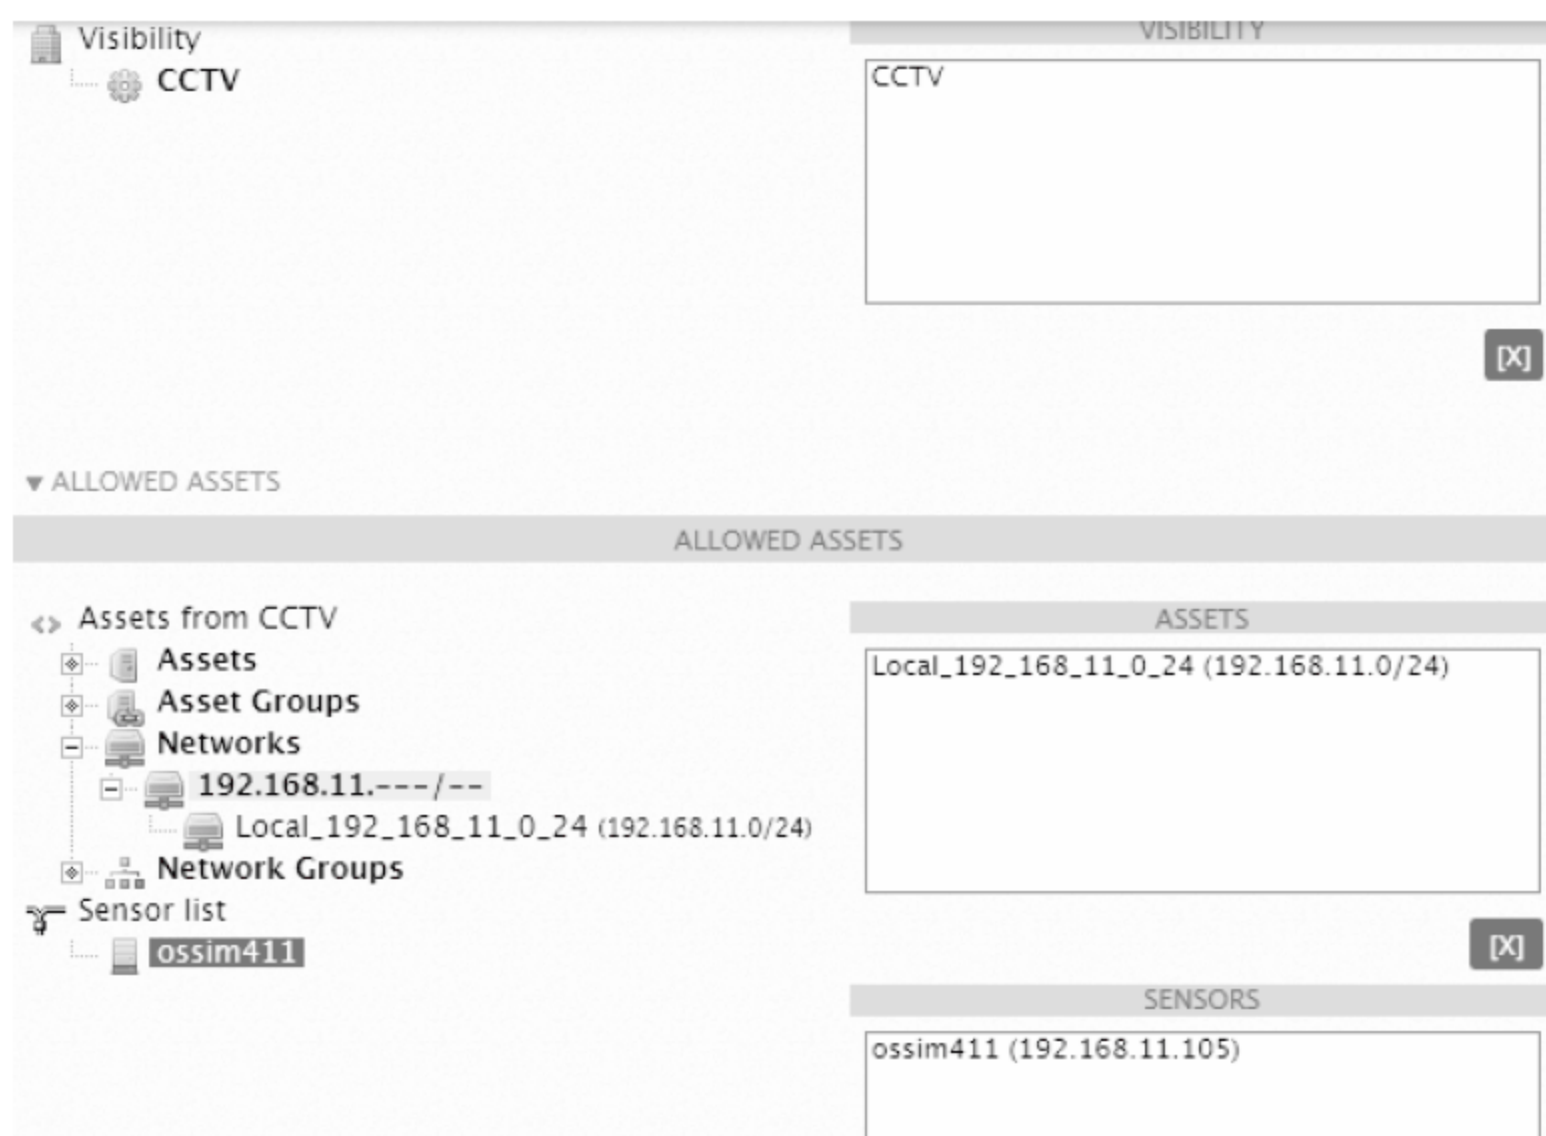 Visibility
CCTV
VISIBILITY
CCTV
[X]
▼ ALLOWED ASSETS
ALLOWED ASSETS
Assets from CCTV
Assets
Asset Groups
Networks
192.168.11.---/--
Local_192_168_11_0_24 (192.168.11.0/24)
Network Groups
Sensor list
ossim411
ASSETS
Local_192_168_11_0_24 (192.168.11.0/24)
[X]
SENSORS
ossim411 (192.168.11.105)